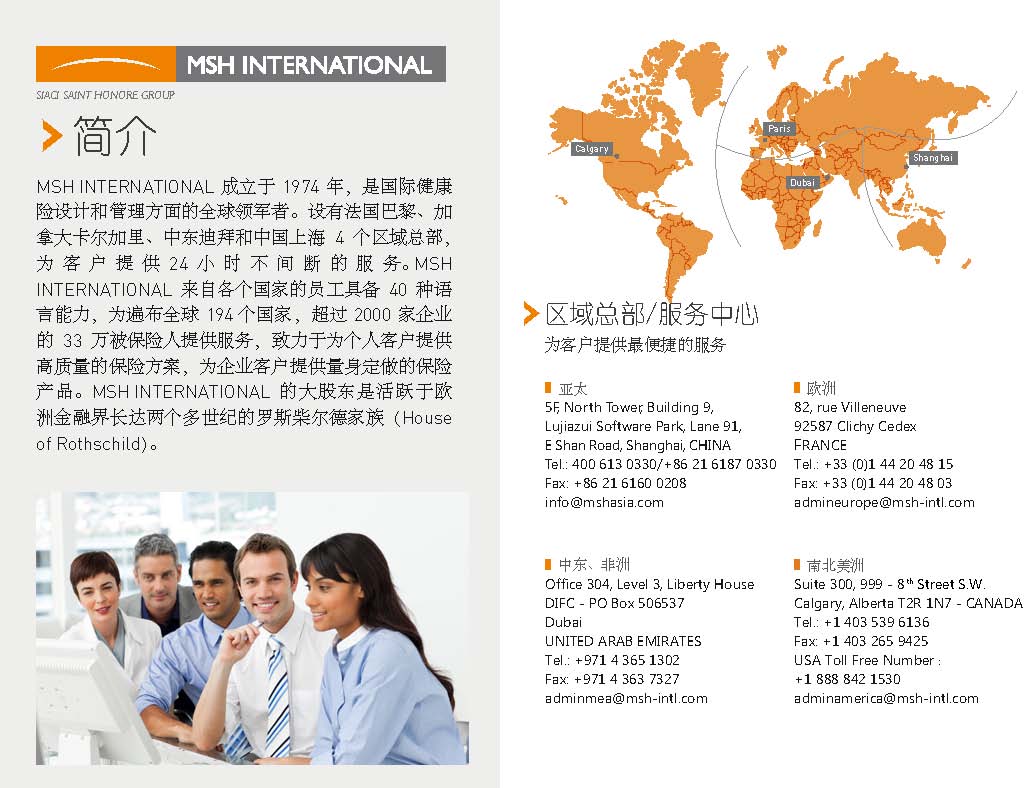 MSH INTERNATIONAL
SIACI SAINT HONORE GROUP
简介
MSH INTERNATIONAL 成立于 1974 年，是国际健康
险设计和管理方面的全球领军者。设有法国巴黎、加
拿大卡尔加里、中东迪拜和中国上海 4 个区域总部，
为客户提供24小时不间断的服务。MSH
INTERNATIONAL 来自各个国家的员工具备 40 种语
言能力，为遍布全球 194个国家，超过 2000 家企业
的 33 万被保险人提供服务，致力于为个人客户提供
高质量的保险方案，为企业客户提供量身定做的保险
产品。MSH INTERNATIONAL 的大股东是活跃于欧
洲金融界长达两个多世纪的罗斯柴尔德家族（House
of Rothschild）。
Calgary
Paris
Dubai
Shanghai
区域总部/服务中心
为客户提供最便捷的服务
亚太
5F, North Tower, Building 9,
Lujiazui Software Park, Lane 91,
E Shan Road, Shanghai, CHINA
Tel.: 400 613 0330/+86 21 6187 0330
Fax: +86 21 6160 0208
info@mshasia.com
欧洲
82, rue Villeneuve
92587 Clichy Cedex
FRANCE
Tel.: +33 (0)1 44 20 48 15
Fax: +33 (0)1 44 20 48 03
admineurope@msh-intl.com
中东、非洲
Office 304, Level 3, Liberty House
DIFC - PO Box 506537
Dubai
UNITED ARAB EMIRATES
Tel.: +971 4 365 1302
Fax: +971 4 363 7327
adminmea@msh-intl.com
南北美洲
Suite 300, 999 - 8th Street S.W.
Calgary, Alberta T2R 1N7 - CANADA
Tel.: +1 403 539 6136
Fax: +1 403 265 9425
USA Toll Free Number :
+1 888 842 1530
adminamerica@msh-intl.com